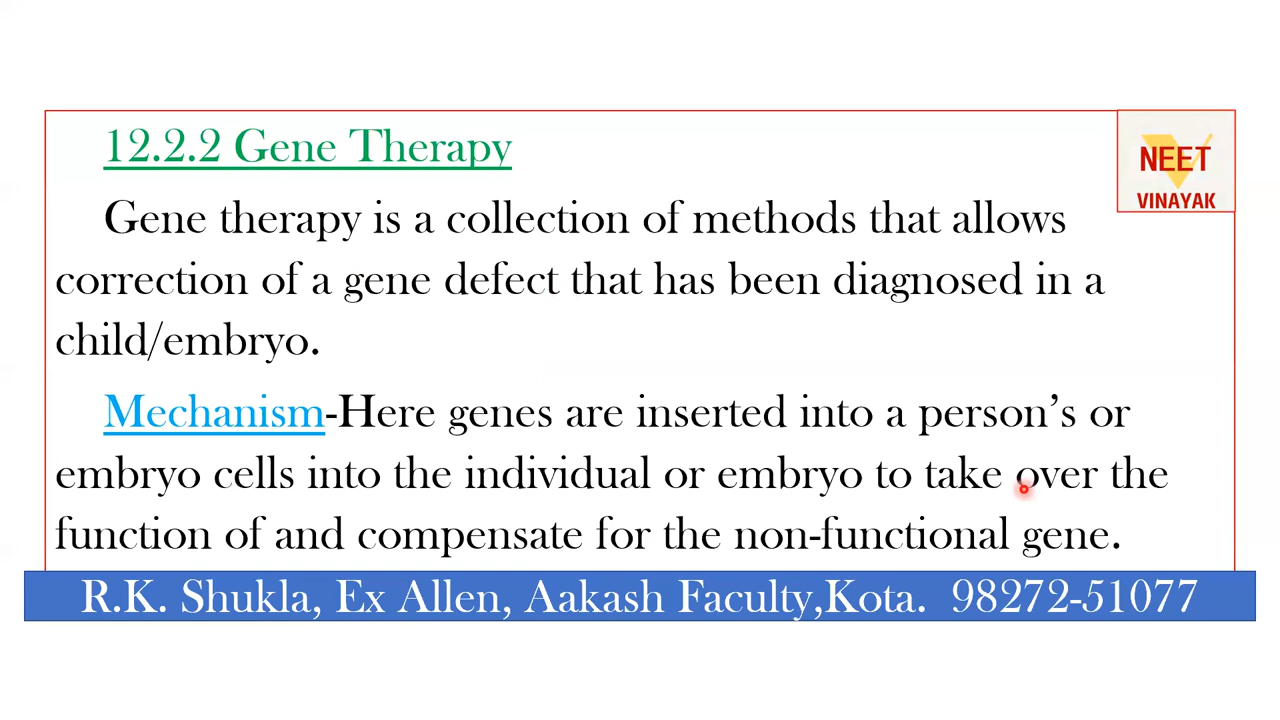 12.2.2 Gene Therapy
NEET
VINAYAK
Gene therapy is a collection of methods that allows
correction of a gene defect that has been diagnosed in a
child/embryo.
Mechanism-Here genes are inserted into a person’s or
embryo cells into the individual or embryo to take over the
function of and compensate for the non-functional gene.
R.K. Shukla, Ex Allen, Aakash Faculty,Kota. 98272-51077